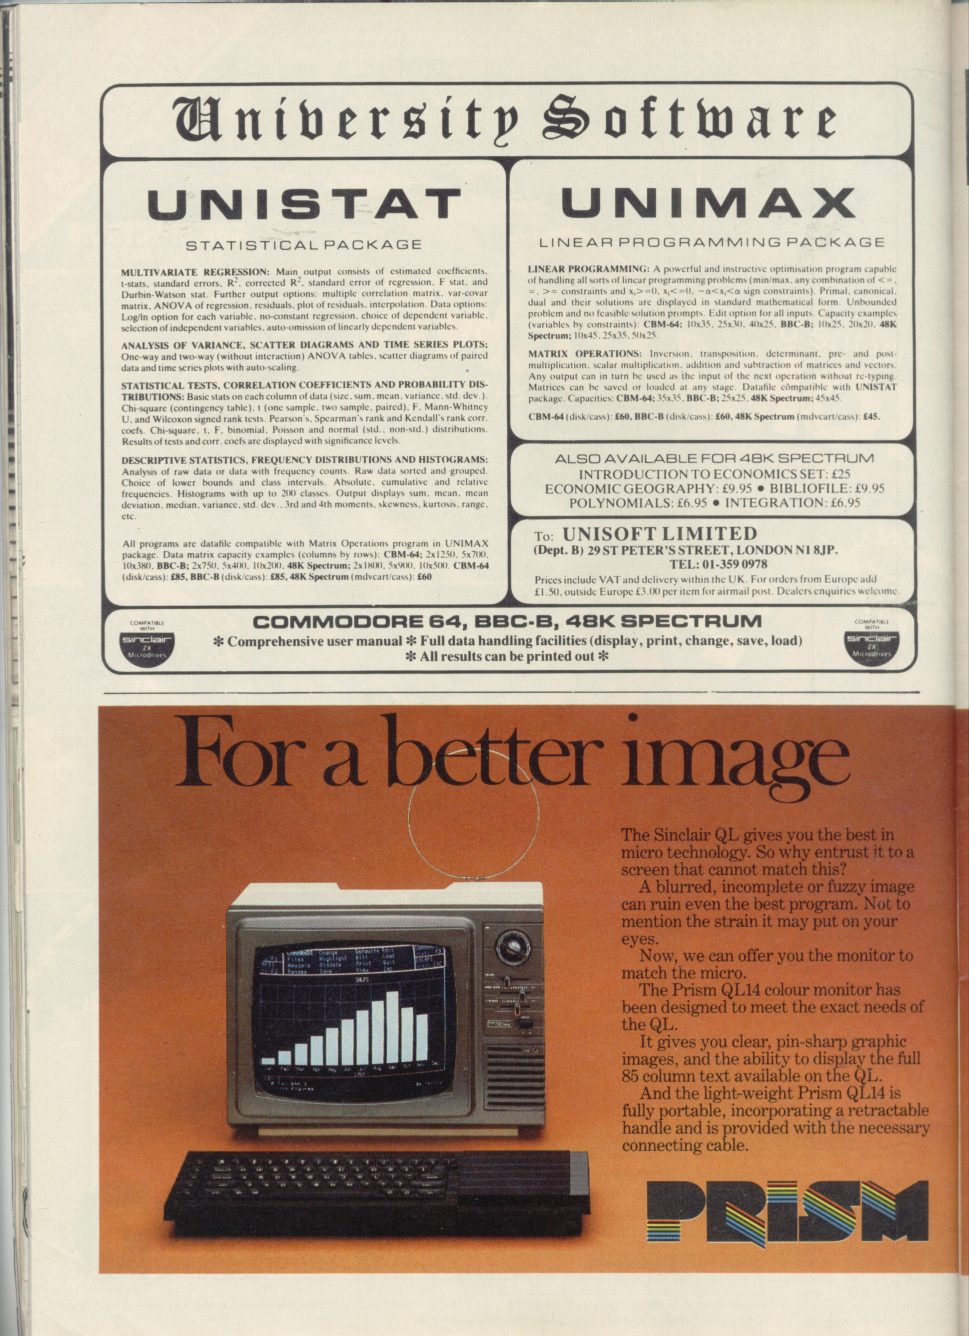 University Software
UNISTAT
STATISTICAL PACKAGE
MULTIVARIATE REGRESSION: Main output consists of estimated coefficients,
t-stats, standard errors, R², corrected R², standard error of regression, F stat. and
Durbin-Watson stat. Further output options: multiple correlation matrix, var-covar
matrix, ANOVA of regression, residuals, plot of residuals, interpolation. Data options:
Log/ln option for each variable, no-constant regression, choice of dependent variable,
selection of independent variables, auto-omission of linearly dependent variables.
ANALYSIS OF VARIANCE, SCATTER DIAGRAMS AND TIME SERIES PLOTS;
One-way and two-way (without interaction) ANOVA tables, scatter diagrams of paired
data and time series plots with auto-scaling.
STATISTICAL TESTS, CORRELATION COEFFICIENTS AND PROBABILITY DIS-
TRIBUTIONS: Basic stats on each column of data (size, sum, mean, variance, std. dev.).
Chi-square (contingency table), t (one sample, two sample, paired), F, Mann-Whitney
U, and Wilcoxon signed rank tests. Pearson's, Spearman's rank and Kendall's rank corr.
coefs. Chi-square, t, F, binomial, Poisson and normal (std., non-std.) distributions.
Results of tests and corr. coefs are displayed with significance levels.
DESCRIPTIVE STATISTICS, FREQUENCY DISTRIBUTIONS AND HISTOGRAMS:
Analysis of raw data or data with frequency counts. Raw data sorted and grouped.
Choice of lower bounds and class intervals. Absolute, cumulative and relative
frequencies. Histograms with up to 200 classes. Output displays sum, mean, mean
deviation, median, variance, std. dev., 3rd and 4th moments, skewness, kurtosis, range,
etc.
All programs are datafile compatible with Matrix Operations program in UNIMAX
package. Data matrix capacity examples (columns by rows): CBM-64; 2x1250, 5x700,
10x380, BBC-B; 2x750, 5x400, 10x200, 48K Spectrum; 2x1800, 5x900, 10x500. CBM-64
(disk/cass): £85, BBC-B (disk/cass): £85, 48K Spectrum (mdvcart/cass): £60
UNIMAX
LINEAR PROGRAMMING PACKAGE
LINEAR PROGRAMMING: A powerful and instructive optimisation program capable
of handling all sorts of linear programming problems (min/max, any combination of <=,
=, >= constraints and xᵢ>=0, xᵢ<=0, −α<xᵢ<α sign constraints). Primal, canonical,
dual and their solutions are displayed in standard mathematical form. Unbounded
problem and no feasible solution prompts. Edit option for all inputs. Capacity examples
(variables by constraints): CBM-64; 10x35, 25x30, 40x25, BBC-B; 10x25, 20x20, 48K
Spectrum; 10x45, 25x35, 50x25.
MATRIX OPERATIONS: Inversion, transposition, determinant, pre- and post-
multiplication, scalar multiplication, addition and subtraction of matrices and vectors.
Any output can in turn be used as the input of the next operation without re-typing.
Matrices can be saved or loaded at any stage. Datafile compatible with UNISTAT
package. Capacities: CBM-64; 35x35, BBC-B; 25x25, 48K Spectrum; 45x45.
CBM-64 (disk/cass): £60, BBC-B (disk/cass): £60, 48K Spectrum (mdvcart/cass): £45.
ALSO AVAILABLE FOR 48K SPECTRUM
INTRODUCTION TO ECONOMICS SET: £25
ECONOMIC GEOGRAPHY: £9.95 ● BIBLIOFILE: £9.95
POLYNOMIALS: £6.95 ● INTEGRATION: £6.95
To: UNISOFT LIMITED
(Dept. B) 29 ST PETER'S STREET, LONDON N1 8JP.
TEL: 01-359 0978
Prices include VAT and delivery within the UK. For orders from Europe add
£1.50, outside Europe £3.00 per item for airmail post. Dealers enquiries welcome.
COMPATIBLE
WITH
sinclair
ZX
Microdrives
COMMODORE 64, BBC-B, 48K SPECTRUM
✻ Comprehensive user manual ✻ Full data handling facilities (display, print, change, save, load)
✻ All results can be printed out ✻
COMPATIBLE
WITH
sinclair
ZX
Microdrives
For a better image
The Sinclair QL gives you the best in
micro technology. So why entrust it to a
screen that cannot match this?
A blurred, incomplete or fuzzy image
can ruin even the best program. Not to
mention the strain it may put on your
eyes.
Now, we can offer you the monitor to
match the micro.
The Prism QL14 colour monitor has
been designed to meet the exact needs of
the QL.
It gives you clear, pin-sharp graphic
images, and the ability to display the full
85 column text available on the QL.
And the light-weight Prism QL14 is
fully portable, incorporating a retractable
handle and is provided with the necessary
connecting cable.
SALES
PRISM